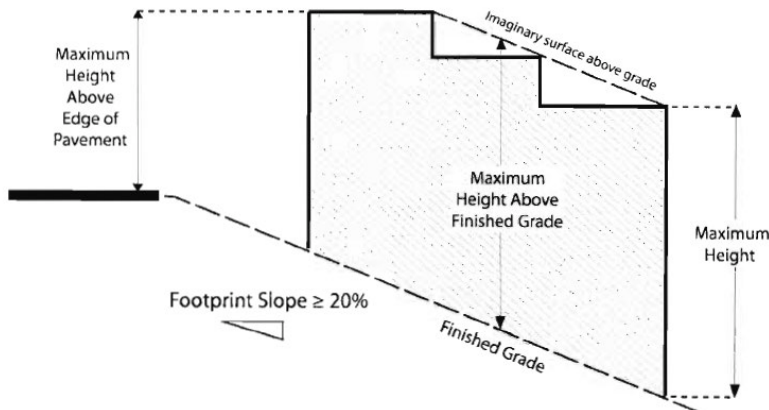 Maximum
Height
Above
Edge of
Pavement
Imaginary surface above grade
Maximum
Height Above
Finished Grade
Maximum
Height
Footprint Slope ≥ 20%
Finished Grade